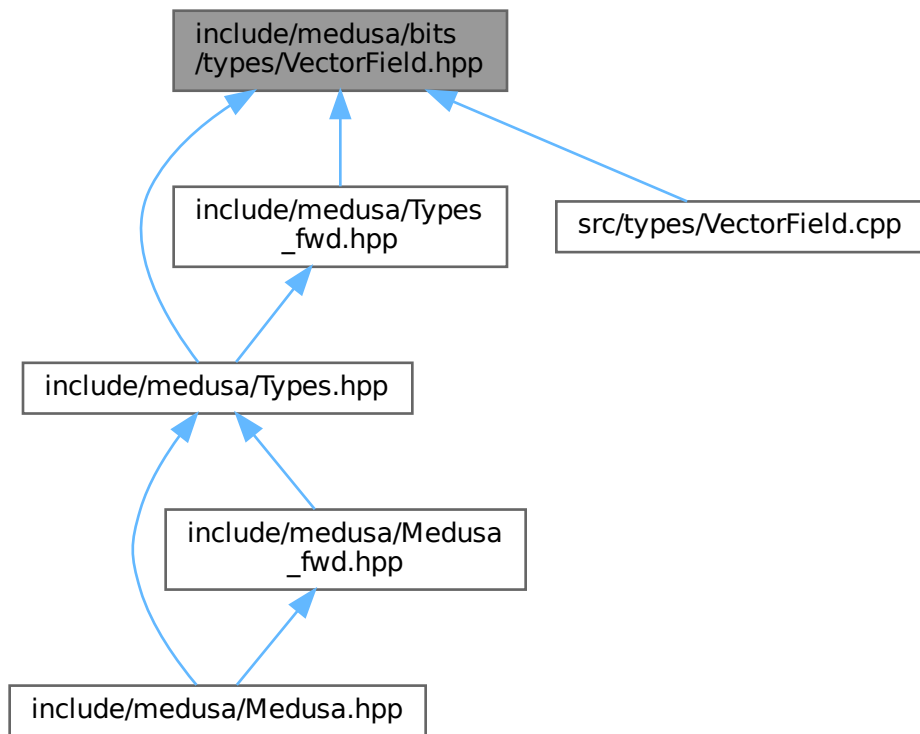 include/medusa/bits
/types/VectorField.hpp
include/medusa/Types
_fwd.hpp
src/types/VectorField.cpp
include/medusa/Types.hpp
include/medusa/Medusa
_fwd.hpp
include/medusa/Medusa.hpp